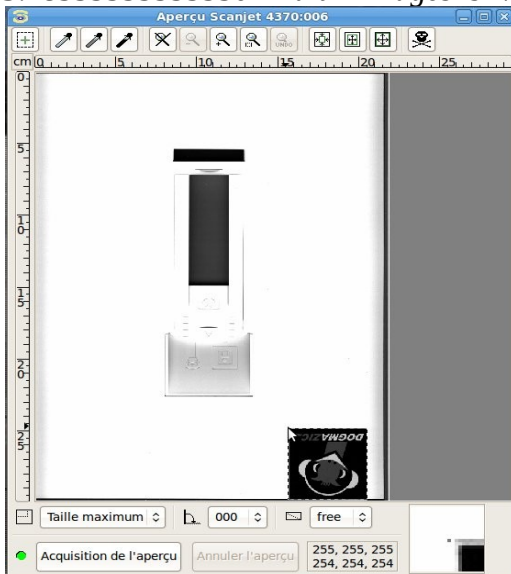 Aperçu Scanjet 4370:006
cm 0 5 10 15 20 25
0
5
10
15
20
25
DOGMAZIC
Taille maximum 000 free
Acquisition de l'aperçu Annuler l'aperçu 255, 255, 255
254, 254, 254